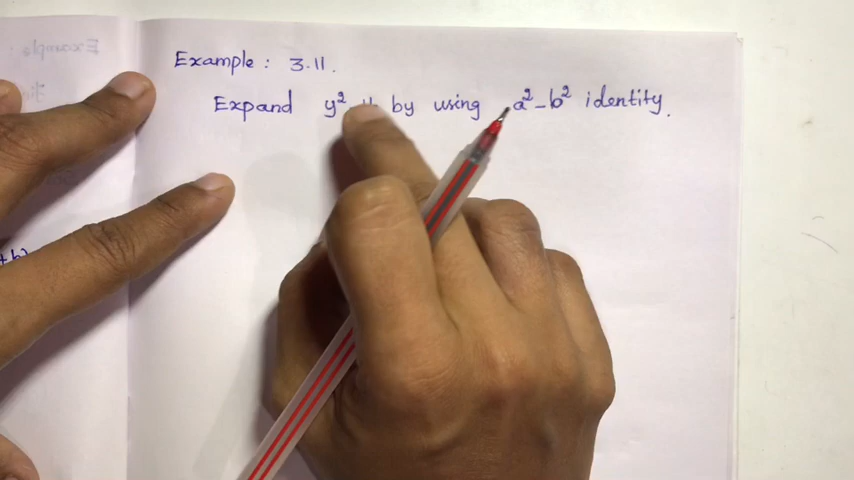 Example : 3.11.
Expand y² by using a² - b² identity.